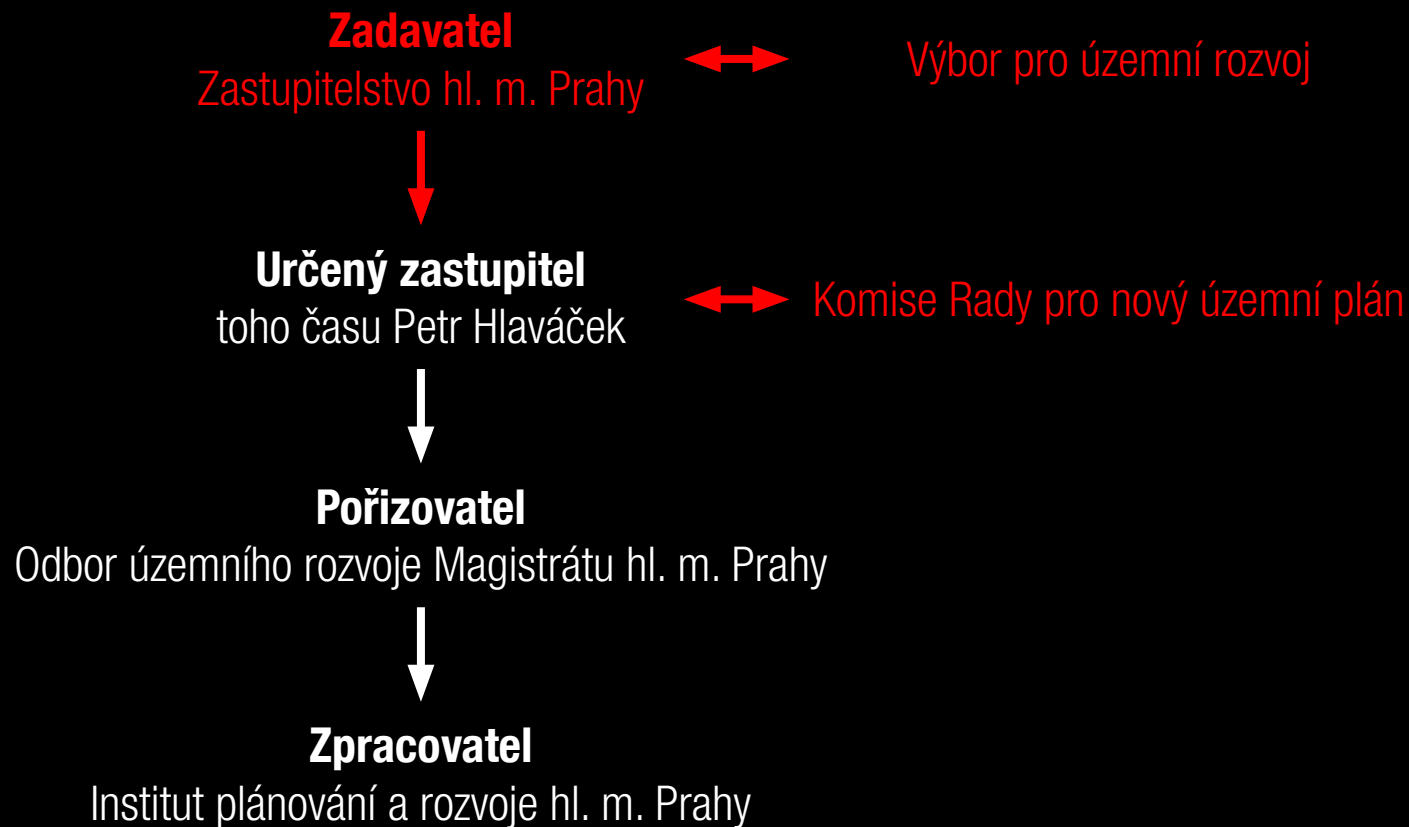 Zadavatel
Zastupitelstvo hl. m. Prahy
Výbor pro územní rozvoj
Určený zastupitel
toho času Petr Hlaváček
Komise Rady pro nový územní plán
Pořizovatel
Odbor územního rozvoje Magistrátu hl. m. Prahy
Zpracovatel
Institut plánování a rozvoje hl. m. Prahy